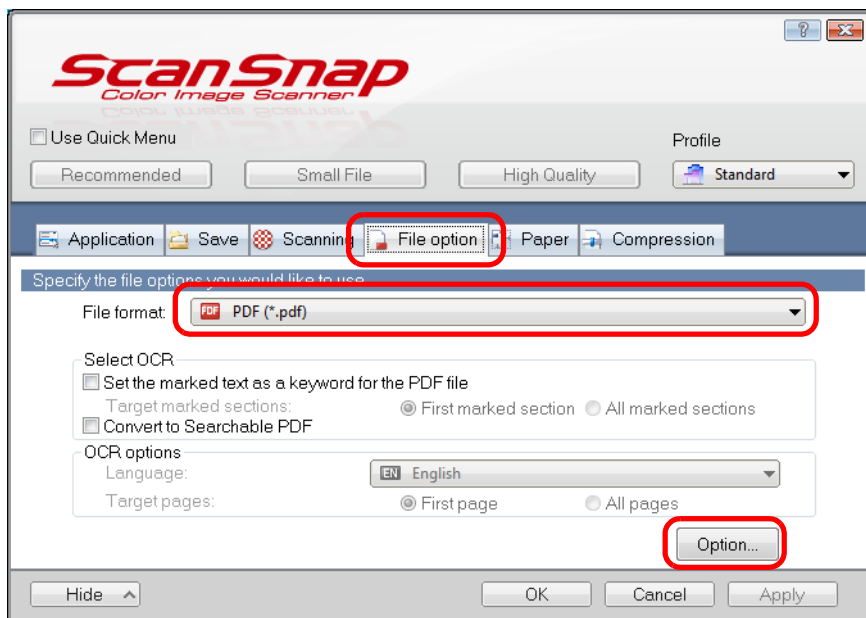 ScanSnap
Color Image Scanner
Use Quick Menu
Profile
Recommended Small File High Quality Standard
Application Save Scanning File option Paper Compression
Specify the file options you would like to use.
File format: PDF PDF (*.pdf)
Select OCR
Set the marked text as a keyword for the PDF file
Target marked sections: First marked section All marked sections
Convert to Searchable PDF
OCR options
Language: EN English
Target pages: First page All pages
Option...
Hide OK Cancel Apply